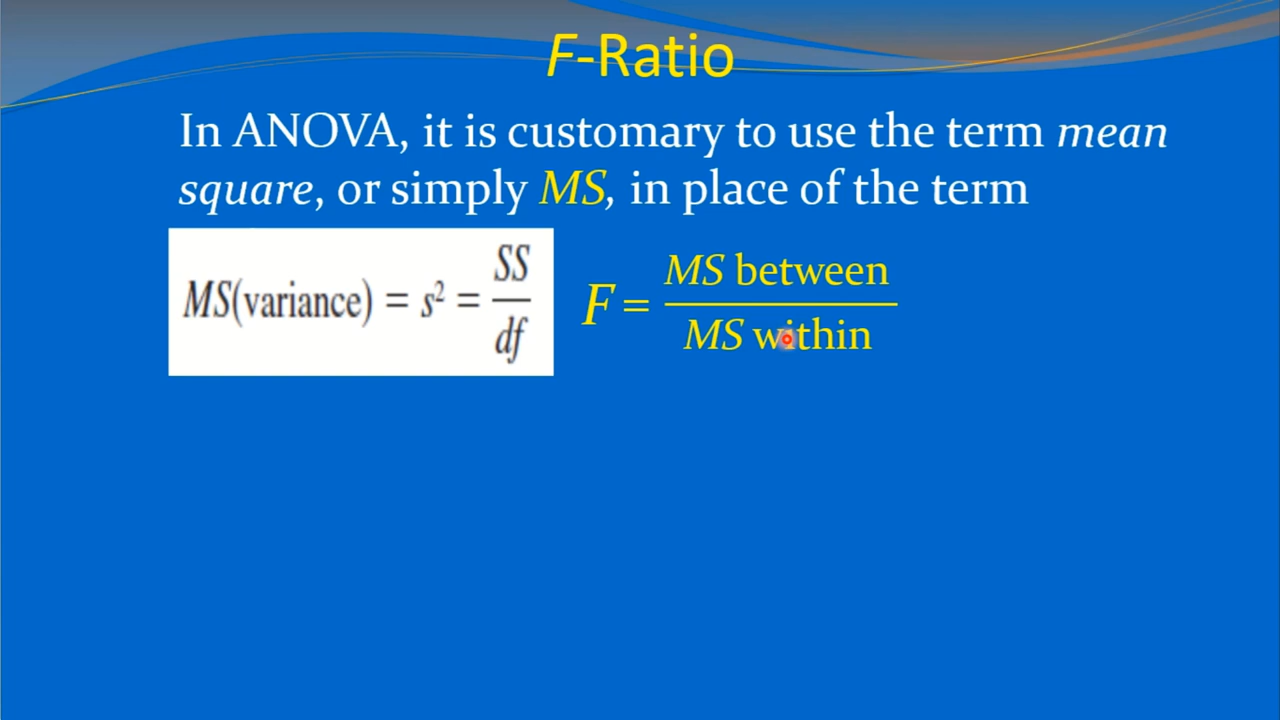 F-Ratio
In ANOVA, it is customary to use the term mean
square, or simply MS, in place of the term
MS(variance) = s² = SS/df
F = MS between/MS within